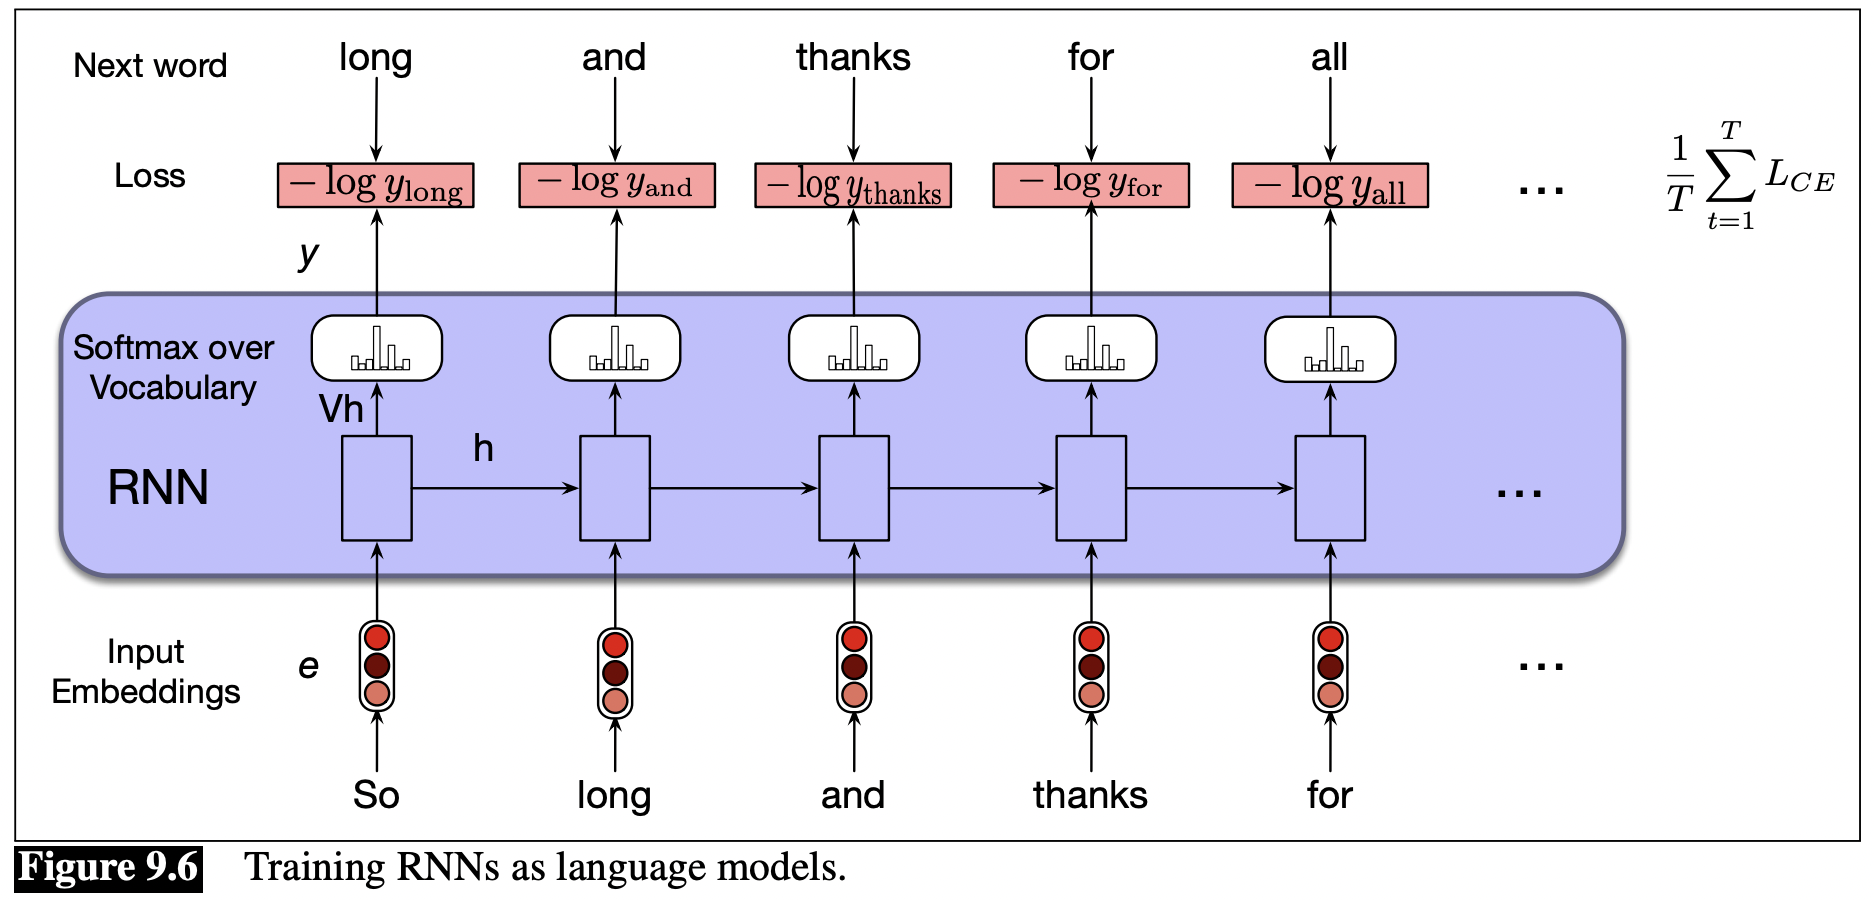 Next word long and thanks for all
Loss − log y_long − log y_and − log y_thanks − log y_for − log y_all ... 1/T ∑_{t=1}^{T} L_{CE}
y
Softmax over
Vocabulary
Vh
h
RNN ...
Input
Embeddings
e ...
So long and thanks for
Figure 9.6 Training RNNs as language models.